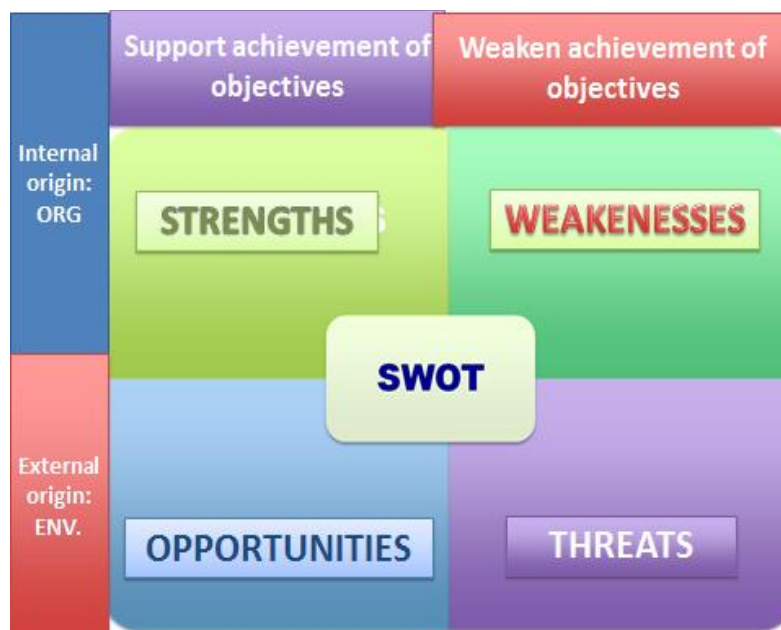 Support achievement of
objectives
Weaken achievement of
objectives
Internal
origin:
ORG
STRENGTHS
WEAKENESSES
SWOT
External
origin:
ENV.
OPPORTUNITIES
THREATS